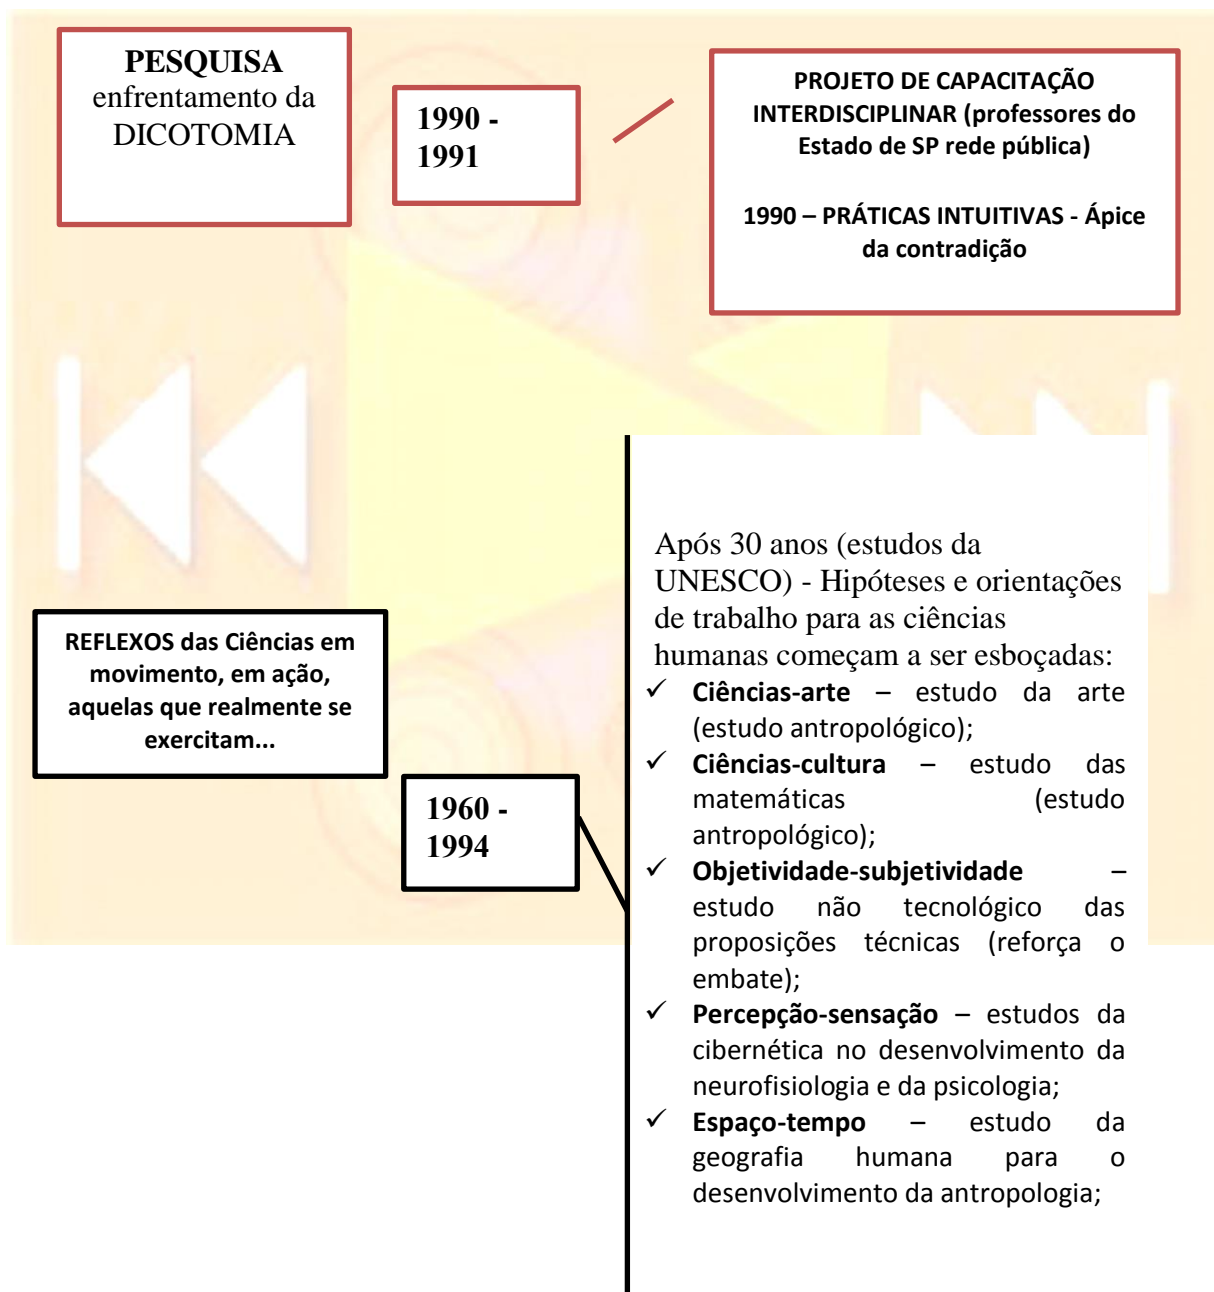 PESQUISA
enfrentamento da
DICOTOMIA
1990 -
1991
PROJETO DE CAPACITAÇÃO
INTERDISCIPLINAR (professores do
Estado de SP rede pública)
1990 – PRÁTICAS INTUITIVAS - Ápice
da contradição
REFLEXOS das Ciências em
movimento, em ação,
aquelas que realmente se
exercitam...
1960 -
1994
Após 30 anos (estudos da
UNESCO) - Hipóteses e orientações
de trabalho para as ciências
humanas começam a ser esboçadas:
✓ Ciências-arte – estudo da arte
(estudo antropológico);
✓ Ciências-cultura – estudo das
matemáticas (estudo
antropológico);
✓ Objetividade-subjetividade –
estudo não tecnológico das
proposições técnicas (reforça o
embate);
✓ Percepção-sensação – estudos da
cibernética no desenvolvimento da
neurofisiologia e da psicologia;
✓ Espaço-tempo – estudo da
geografia humana para o
desenvolvimento da antropologia;